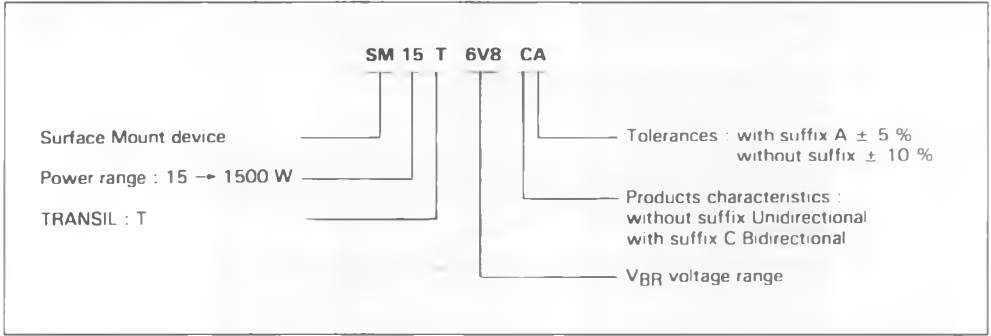 SM 15 T 6V8 CA
Surface Mount device
Power range : 15 → 1500 W
TRANSIL : T
Tolerances : with suffix A ± 5 %
without suffix ± 10 %
Products characteristics :
without suffix Unidirectional
with suffix C Bidirectional
VBR voltage range